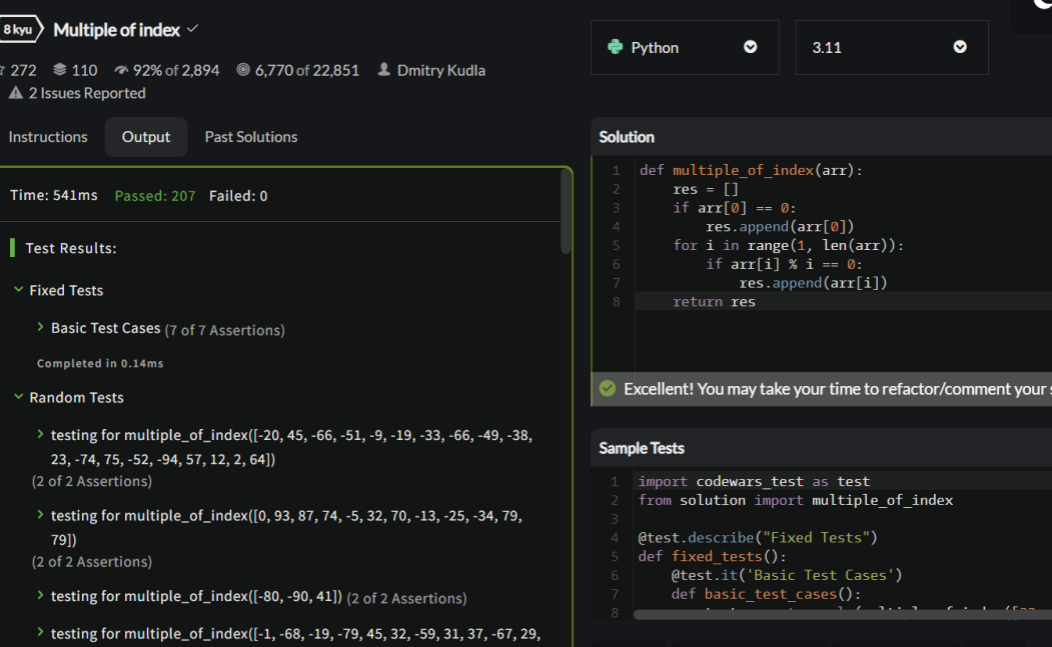 8 kyu Multiple of index
272 110 92% of 2,894 6,770 of 22,851 Dmitry Kudla
2 Issues Reported
Instructions Output Past Solutions
Time: 541ms Passed: 207 Failed: 0
Test Results:
Fixed Tests
Basic Test Cases (7 of 7 Assertions)
Completed in 0.14ms
Random Tests
testing for multiple_of_index([-20, 45, -66, -51, -9, -19, -33, -66, -49, -38,
23, -74, 75, -52, -94, 57, 12, 2, 64])
(2 of 2 Assertions)
testing for multiple_of_index([0, 93, 87, 74, -5, 32, 70, -13, -25, -34, 79,
79])
(2 of 2 Assertions)
testing for multiple_of_index([-80, -90, 41]) (2 of 2 Assertions)
testing for multiple_of_index([-1, -68, -19, -79, 45, 32, -59, 31, 37, -67, 29,
Python 3.11
Solution
1 def multiple_of_index(arr):
2 res = []
3 if arr[0] == 0:
4 res.append(arr[0])
5 for i in range(1, len(arr)):
6 if arr[i] % i == 0:
7 res.append(arr[i])
8 return res
Excellent! You may take your time to refactor/comment your
Sample Tests
1 import codewars_test as test
2 from solution import multiple_of_index
3
4 @test.describe("Fixed Tests")
5 def fixed_tests():
6 @test.it('Basic Test Cases')
7 def basic_test_cases():
8